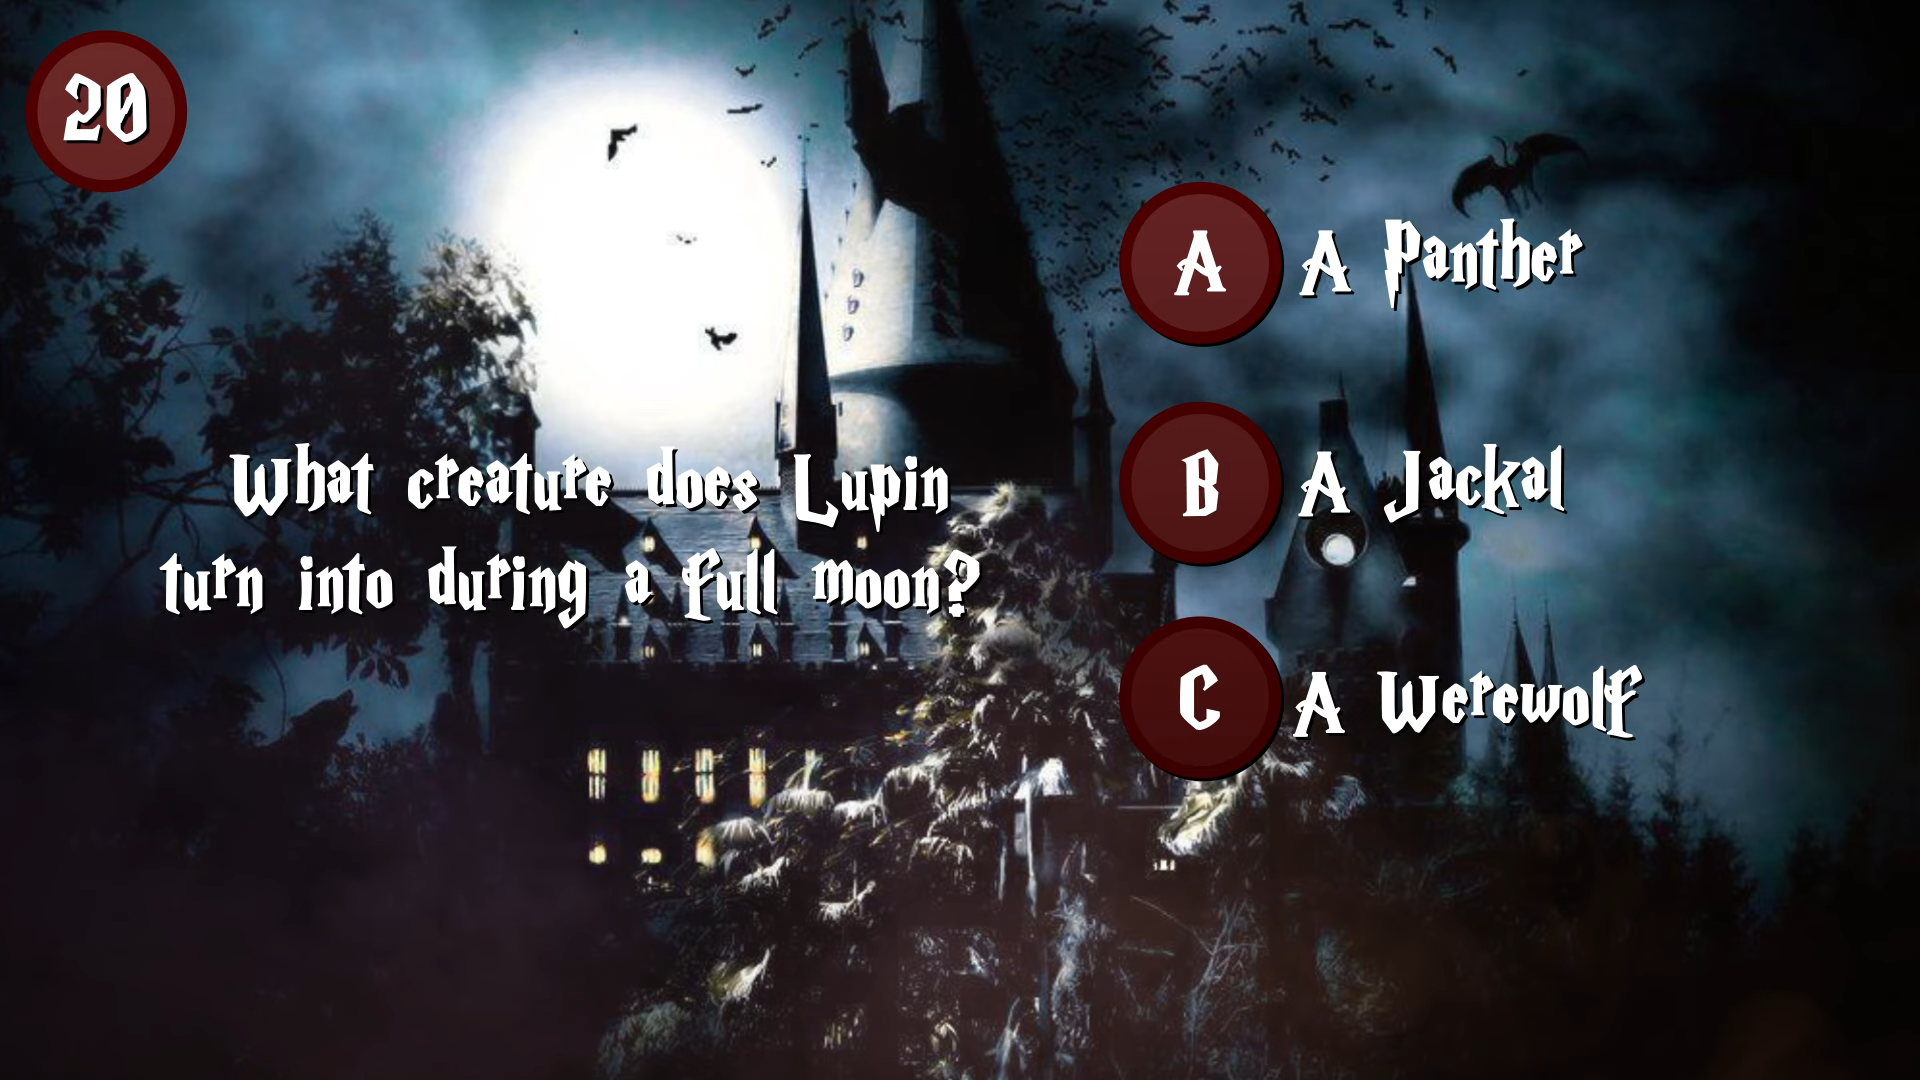 20
What creature does Lupin
turn into during a full moon?
A A Panther
B A Jackal
C A Werewolf